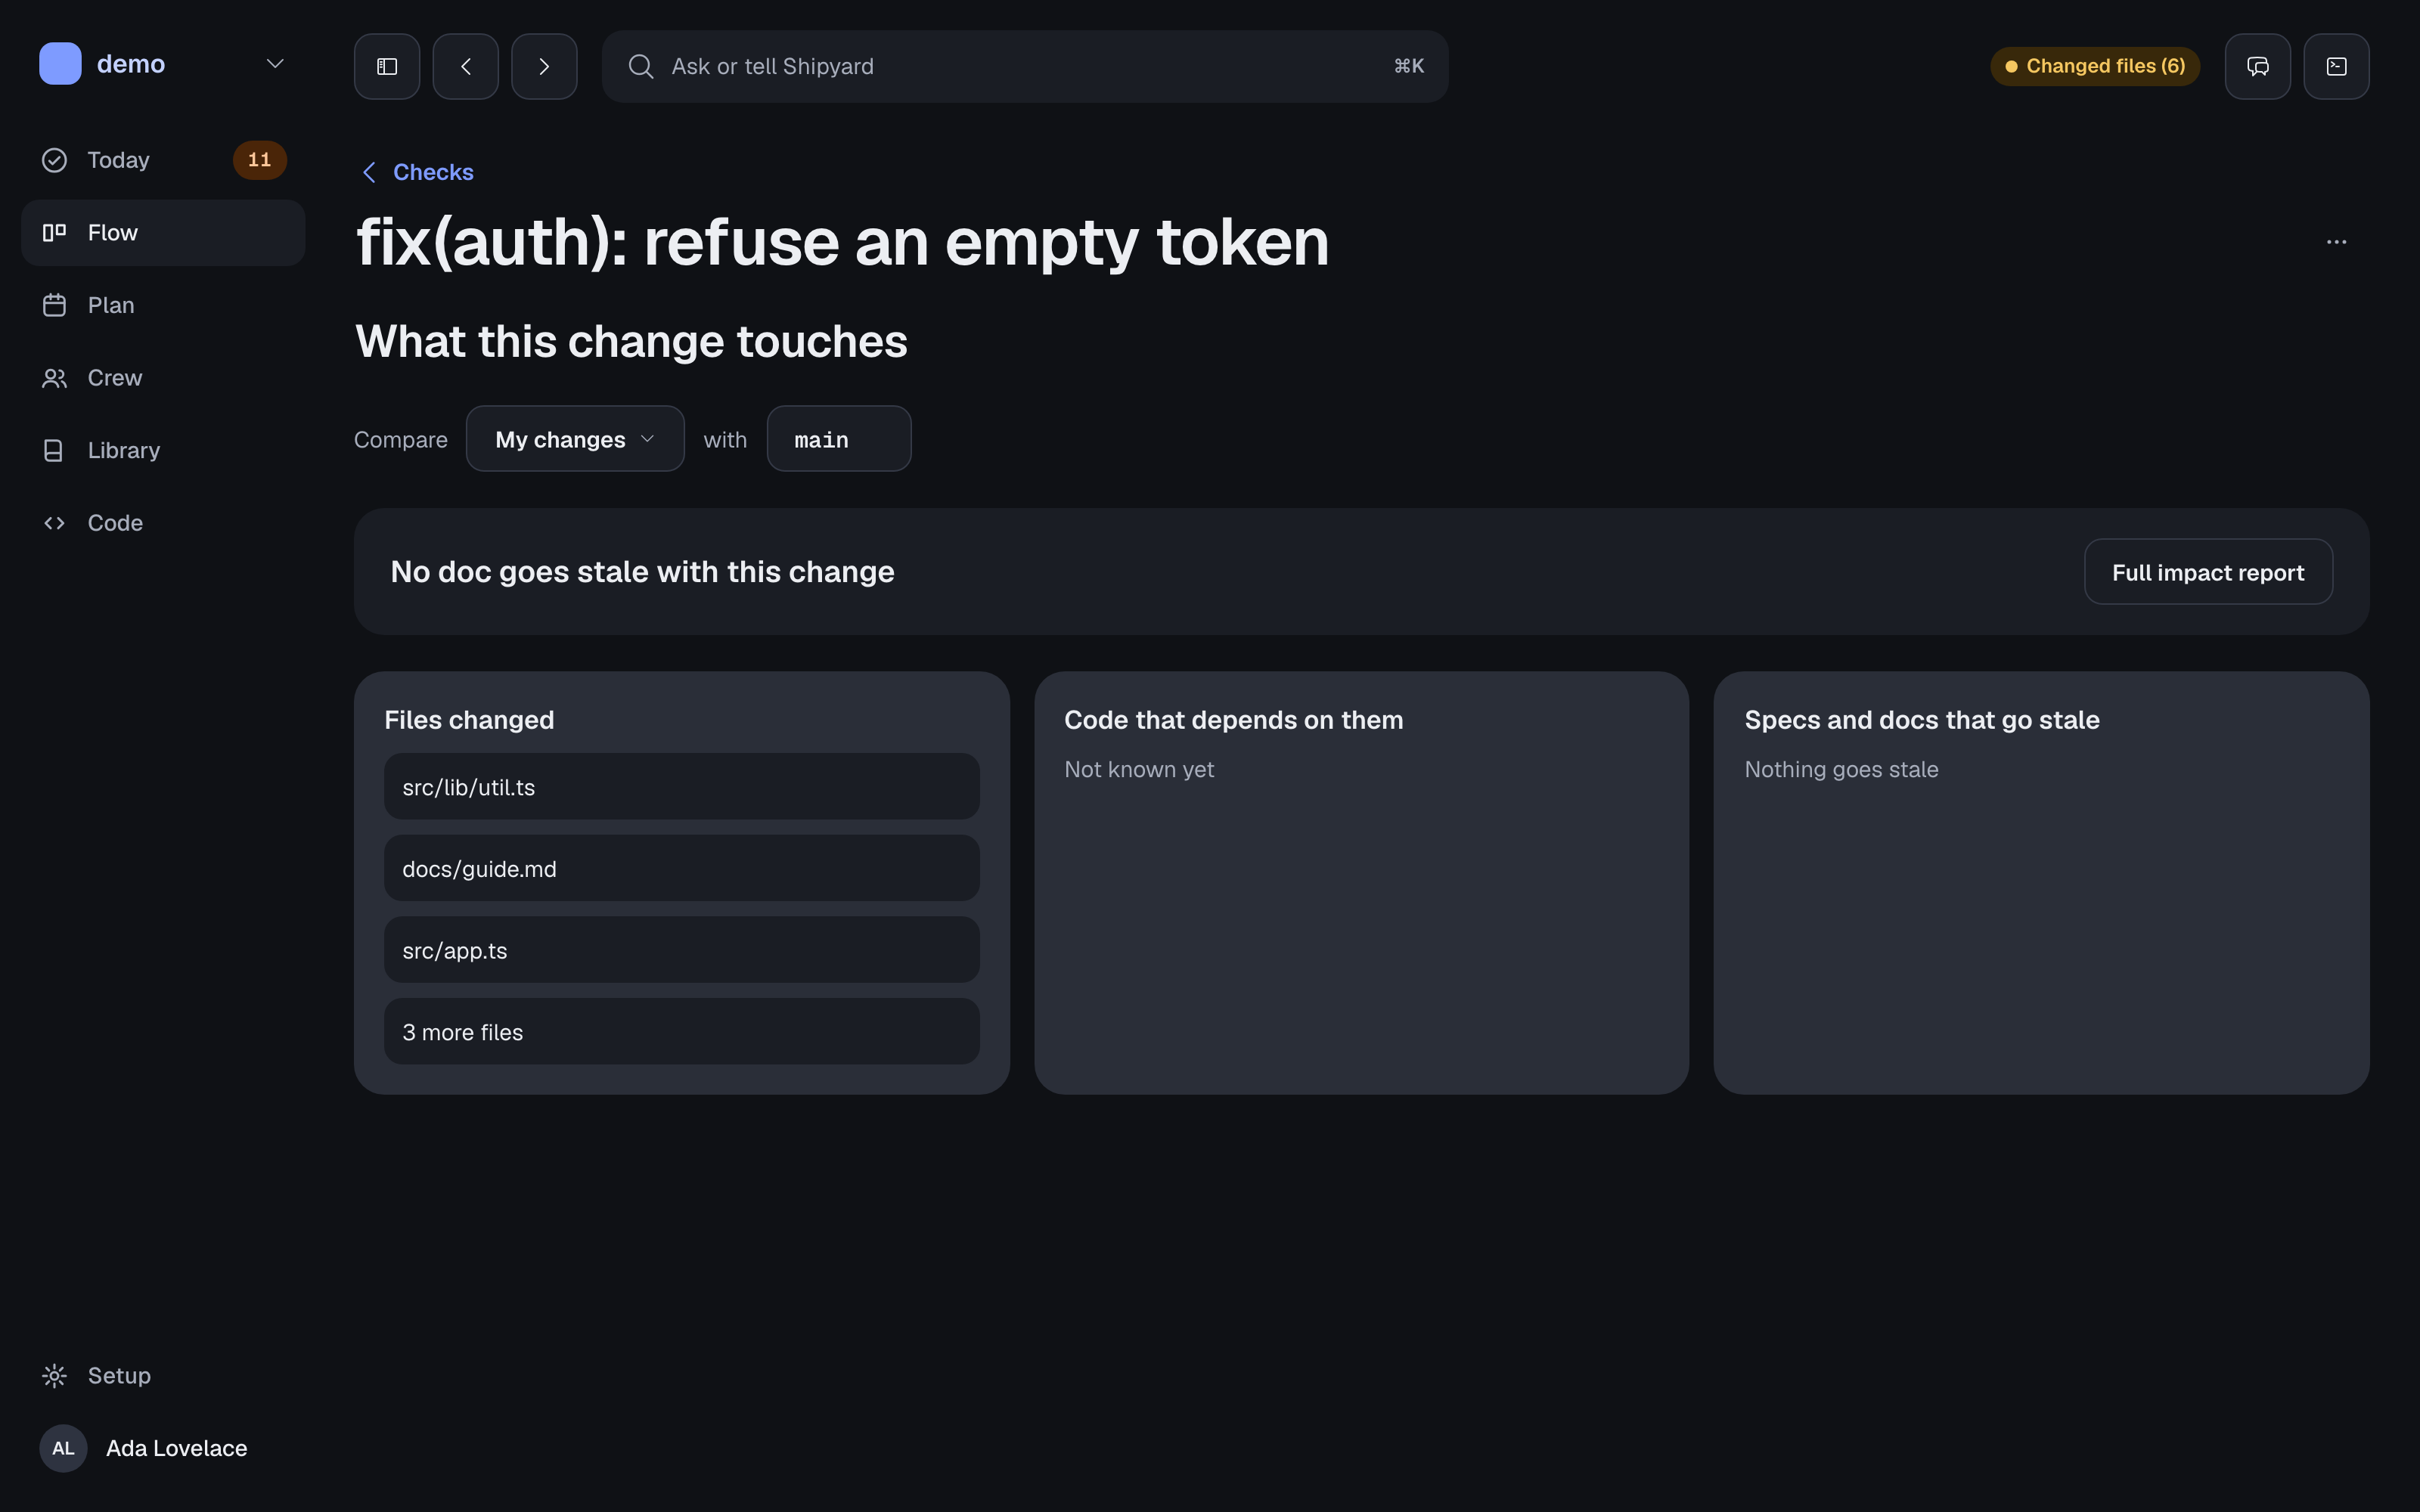 demo
Ask or tell Shipyard
⌘K
Changed files (6)
Today
11
Flow
Plan
Crew
Library
Code
Checks
fix(auth): refuse an empty token
What this change touches
Compare
My changes
with
main
No doc goes stale with this change
Full impact report
Files changed
src/lib/util.ts
docs/guide.md
src/app.ts
3 more files
Code that depends on them
Not known yet
Specs and docs that go stale
Nothing goes stale
Setup
AL
Ada Lovelace